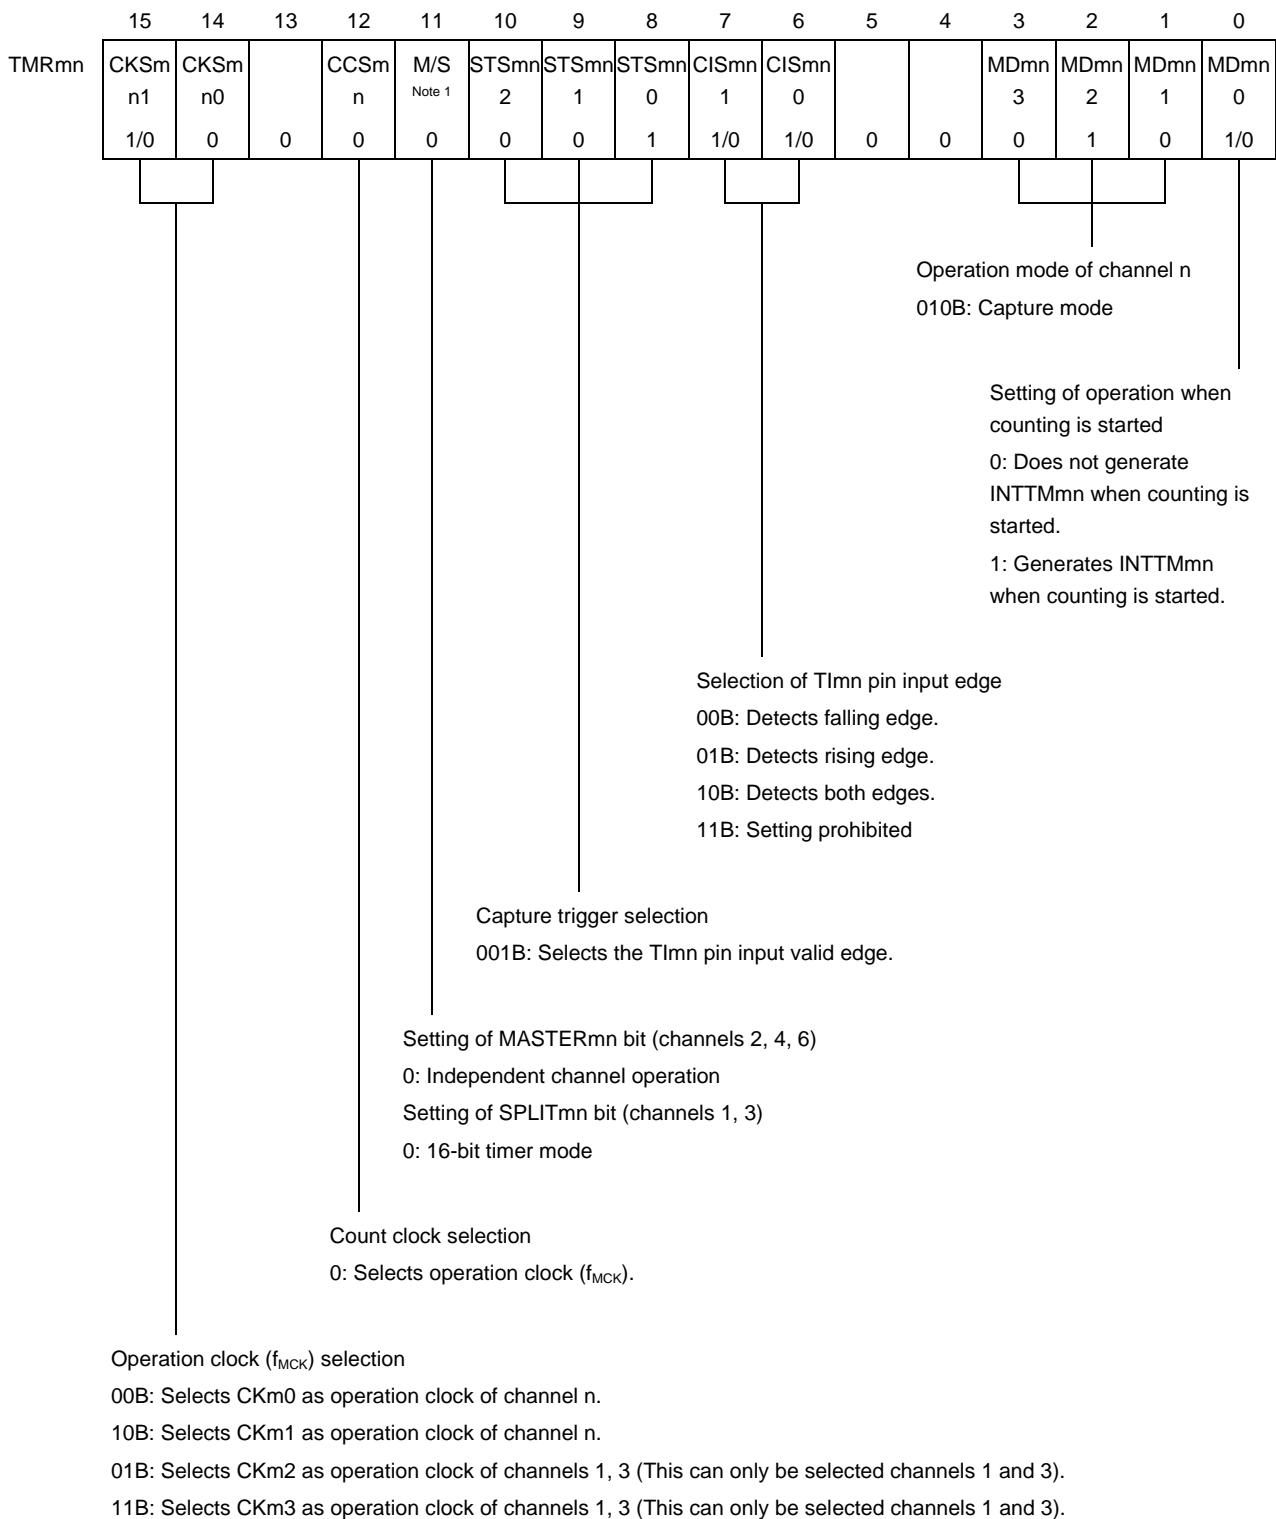 15 14 13 12 11 10 9 8 7 6 5 4 3 2 1 0
TMRmn CKSm CKSm CCSm M/S STSmn STSmn STSmn CISmn CISmn MDmn MDmn MDmn MDmn
n1 n0 n Note 1 2 1 0 1 0 3 2 1 0
1/0 0 0 0 0 0 0 1 1/0 1/0 0 0 0 1 0 1/0
Operation mode of channel n
010B: Capture mode
Setting of operation when
counting is started
0: Does not generate
INTTMmn when counting is
started.
1: Generates INTTMmn
when counting is started.
Selection of TImn pin input edge
00B: Detects falling edge.
01B: Detects rising edge.
10B: Detects both edges.
11B: Setting prohibited
Capture trigger selection
001B: Selects the TImn pin input valid edge.
Setting of MASTERmn bit (channels 2, 4, 6)
0: Independent channel operation
Setting of SPLITmn bit (channels 1, 3)
0: 16-bit timer mode
Count clock selection
0: Selects operation clock (fMCK).
Operation clock (fMCK) selection
00B: Selects CKm0 as operation clock of channel n.
10B: Selects CKm1 as operation clock of channel n.
01B: Selects CKm2 as operation clock of channels 1, 3 (This can only be selected channels 1 and 3).
11B: Selects CKm3 as operation clock of channels 1, 3 (This can only be selected channels 1 and 3).